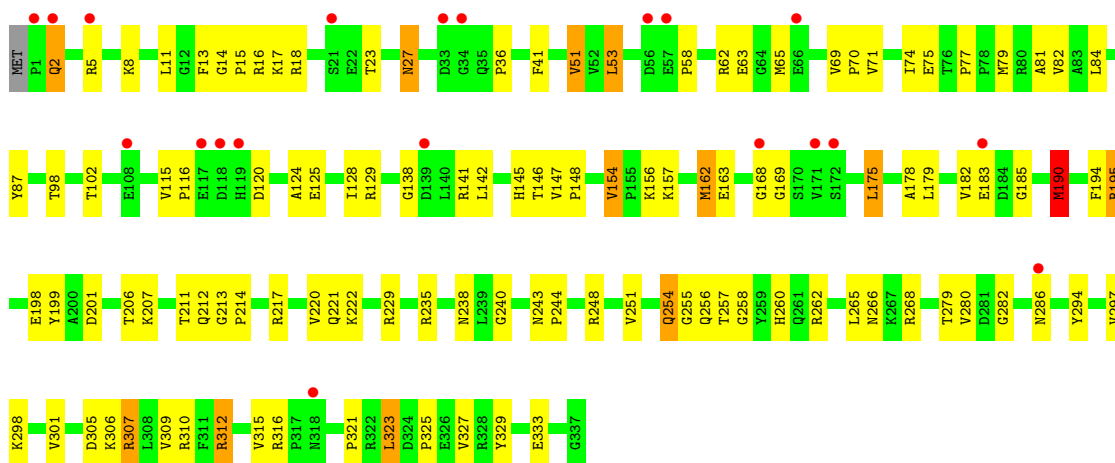 MET P1 Q2 R5 K8 L11 G12 F13 G14 P15 R16 K17 R18 S21 E22 T23 N27 D33 G34 Q35 P36 F41 V51 V52 L53 D56 E57 P58 R62 E63 G64 M65 E66 V69 P70 V71 I74 E75 T76 P77 P78 M79 R80 A81 V82 A83 L84
Y87 T98 T102 E108 V115 P116 E117 D118 H119 D120 A124 E125 I128 R129 G138 D139 L140 R141 L142 H145 T146 V147 P148 V154 P155 K156 K157 M162 E163 G168 G169 S170 V171 S172 L175 A178 L179 V182 E183 D184 G185 M190 F194
E198 Y199 A200 D201 T206 K207 T211 Q212 G213 P214 R217 V220 Q221 K222 R229 R235 N238 L239 G240 N243 P244 R248 V251 Q254 G255 Q256 T257 G258 Y259 H260 Q261 R262 L265 N266 K267 R268 T279 V280 D281 G282 N286 Y294
K298 V301 D305 K306 R307 L308 V309 R310 F311 R312 V315 R316 P317 N318 P321 R322 L323 D324 P325 E326 V327 R328 Y329 E333 G337